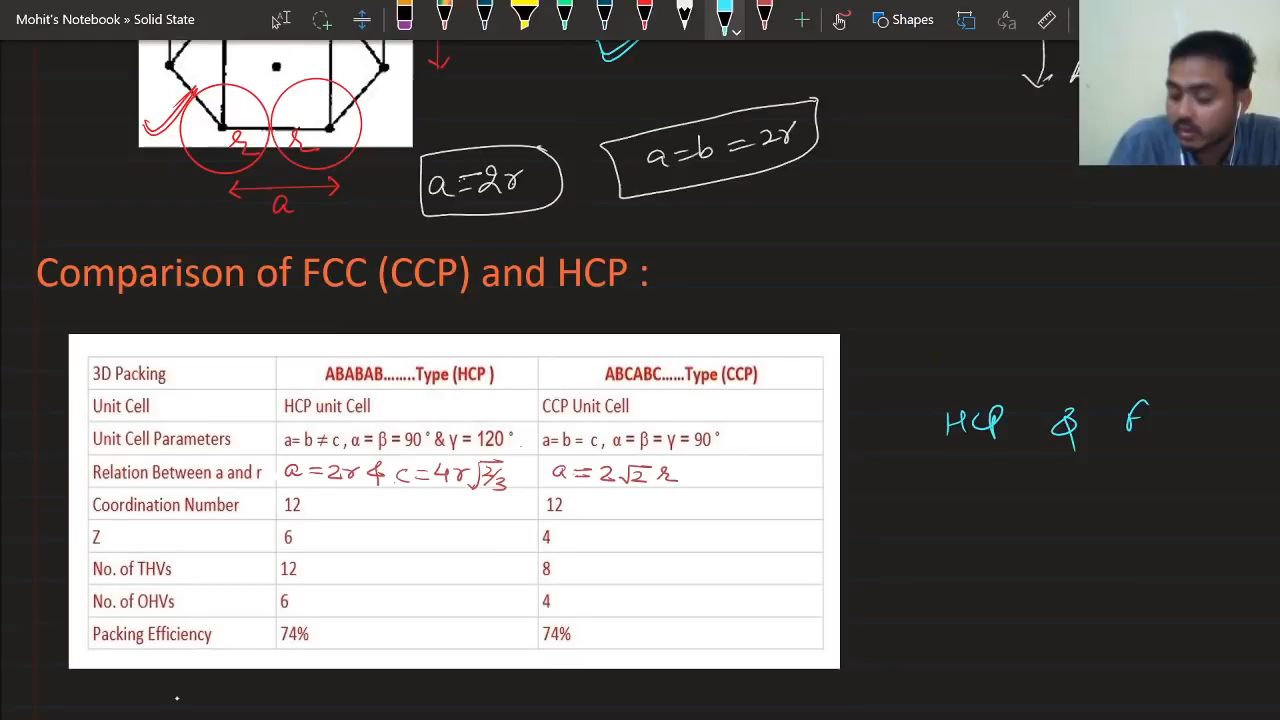 Mohit's Notebook » Solid State
Shapes
r r
a
a=2r
a=b=2r
Comparison of FCC (CCP) and HCP :
3D Packing ABABAB........Type (HCP ) ABCABC......Type (CCP)
Unit Cell HCP unit Cell CCP Unit Cell
Unit Cell Parameters a= b ≠ c , α = β = 90 ° & γ = 120 ° . a= b = c , α = β = γ = 90 °
Relation Between a and r a=2r & c=4r√2/3 a=2√2 r
Coordination Number 12 12
Z 6 4
No. of THVs 12 8
No. of OHVs 6 4
Packing Efficiency 74% 74%
HCP & F